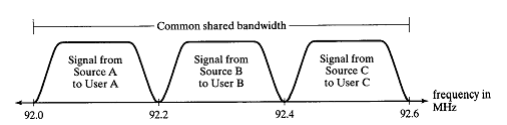 Common shared bandwidth
Signal from
Source A
to User A
Signal from
Source B
to User B
Signal from
Source C
to User C
frequency in
MHz
92.0
92.2
92.4
92.6